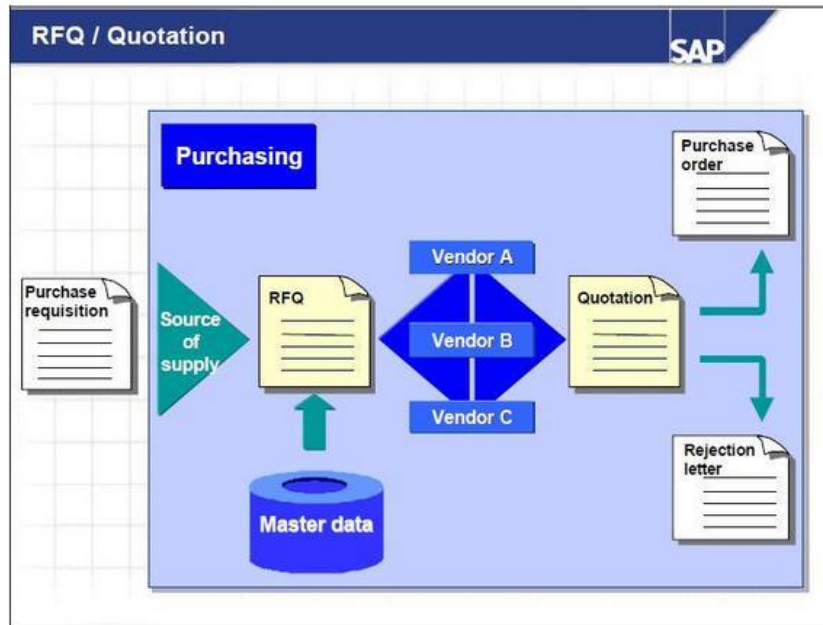 RFQ / Quotation
SAP
Purchasing
Purchase
order
Vendor A
Purchase
requisition
Source
of
supply
RFQ
Vendor B
Quotation
Vendor C
Rejection
letter
Master data